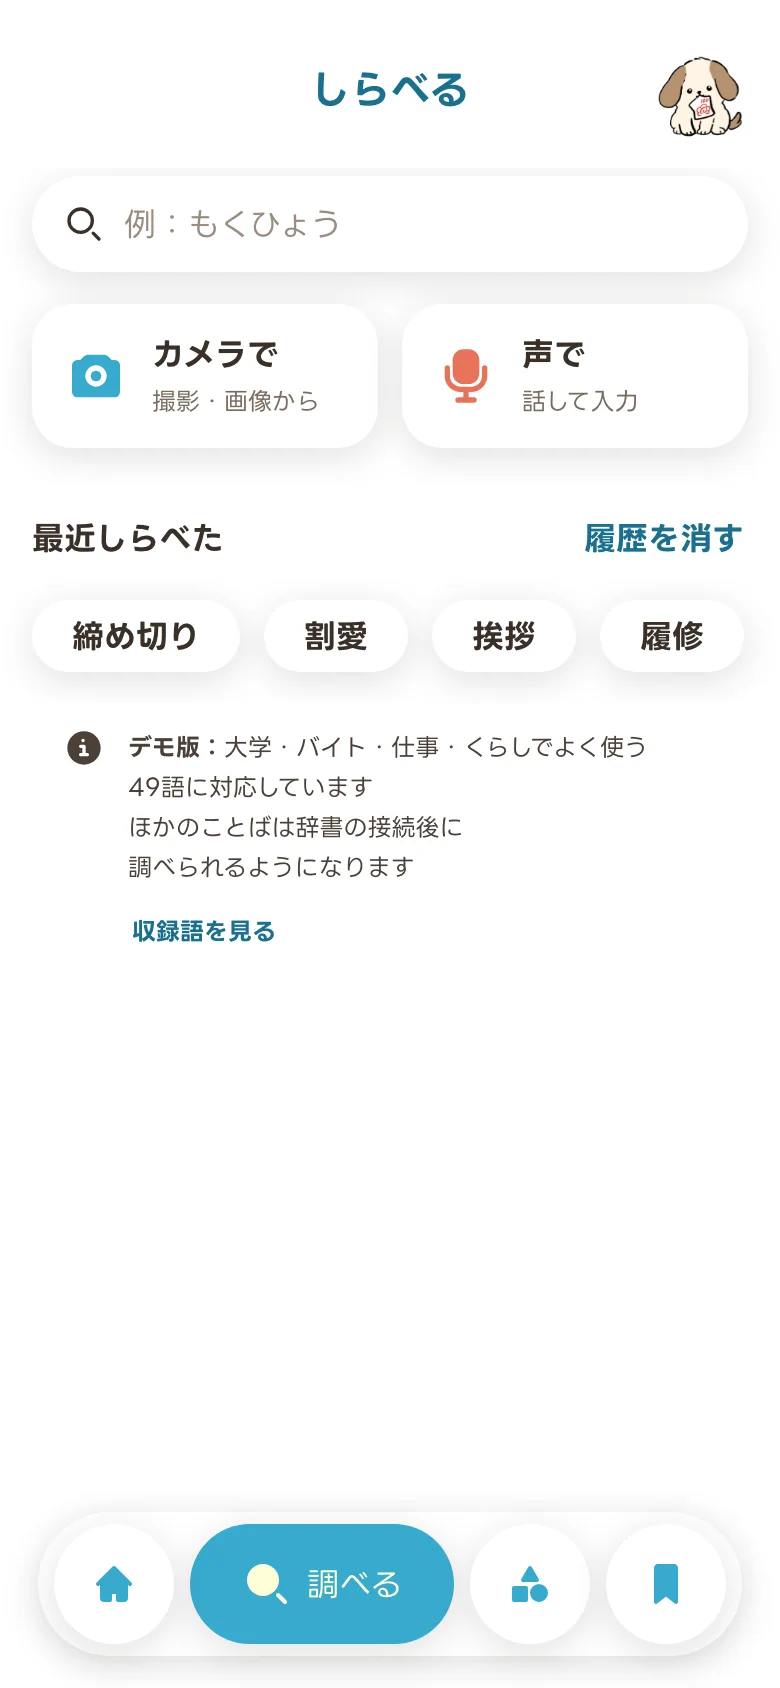 しらべる
例：もくひょう
カメラで
撮影・画像から
声で
話して入力
最近しらべた
履歴を消す
締め切り
割愛
挨拶
履修
デモ版：大学・バイト・仕事・くらしでよく使う
49語に対応しています
ほかのことばは辞書の接続後に
調べられるようになります
収録語を見る
調べる